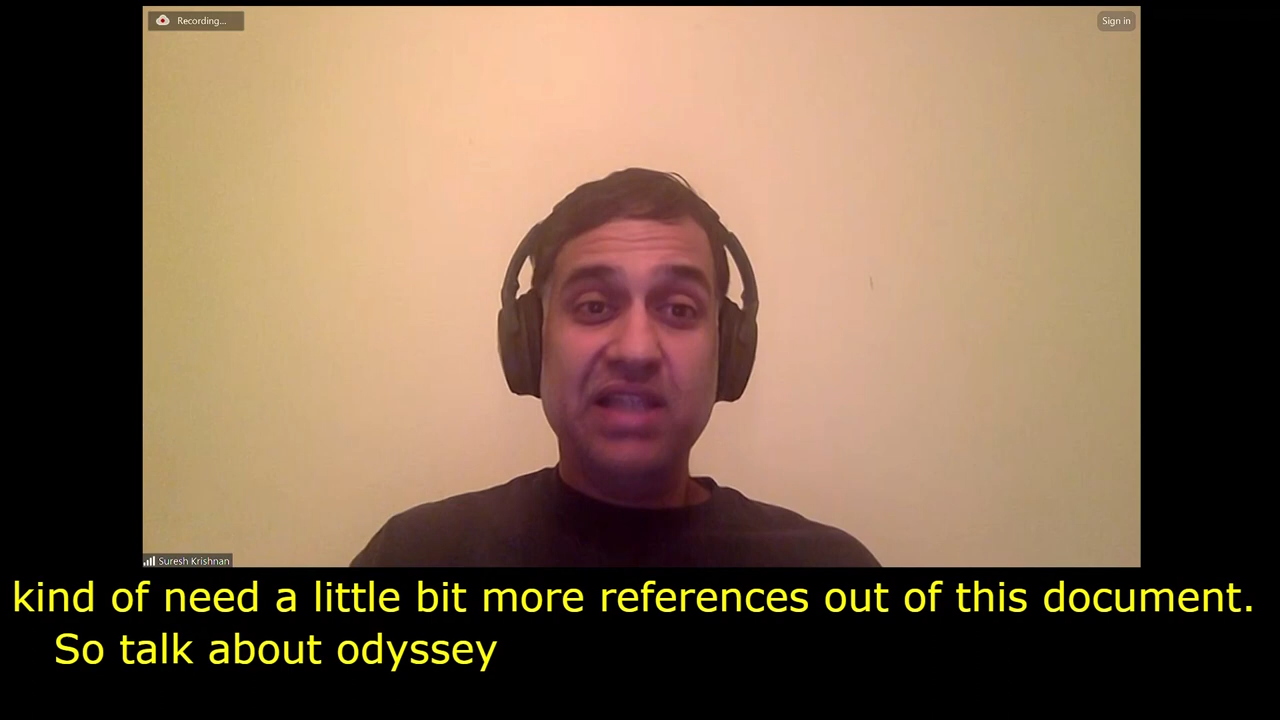 Recording...
Sign in
Suresh Krishnan
kind of need a little bit more references out of this document.
So talk about odyssey